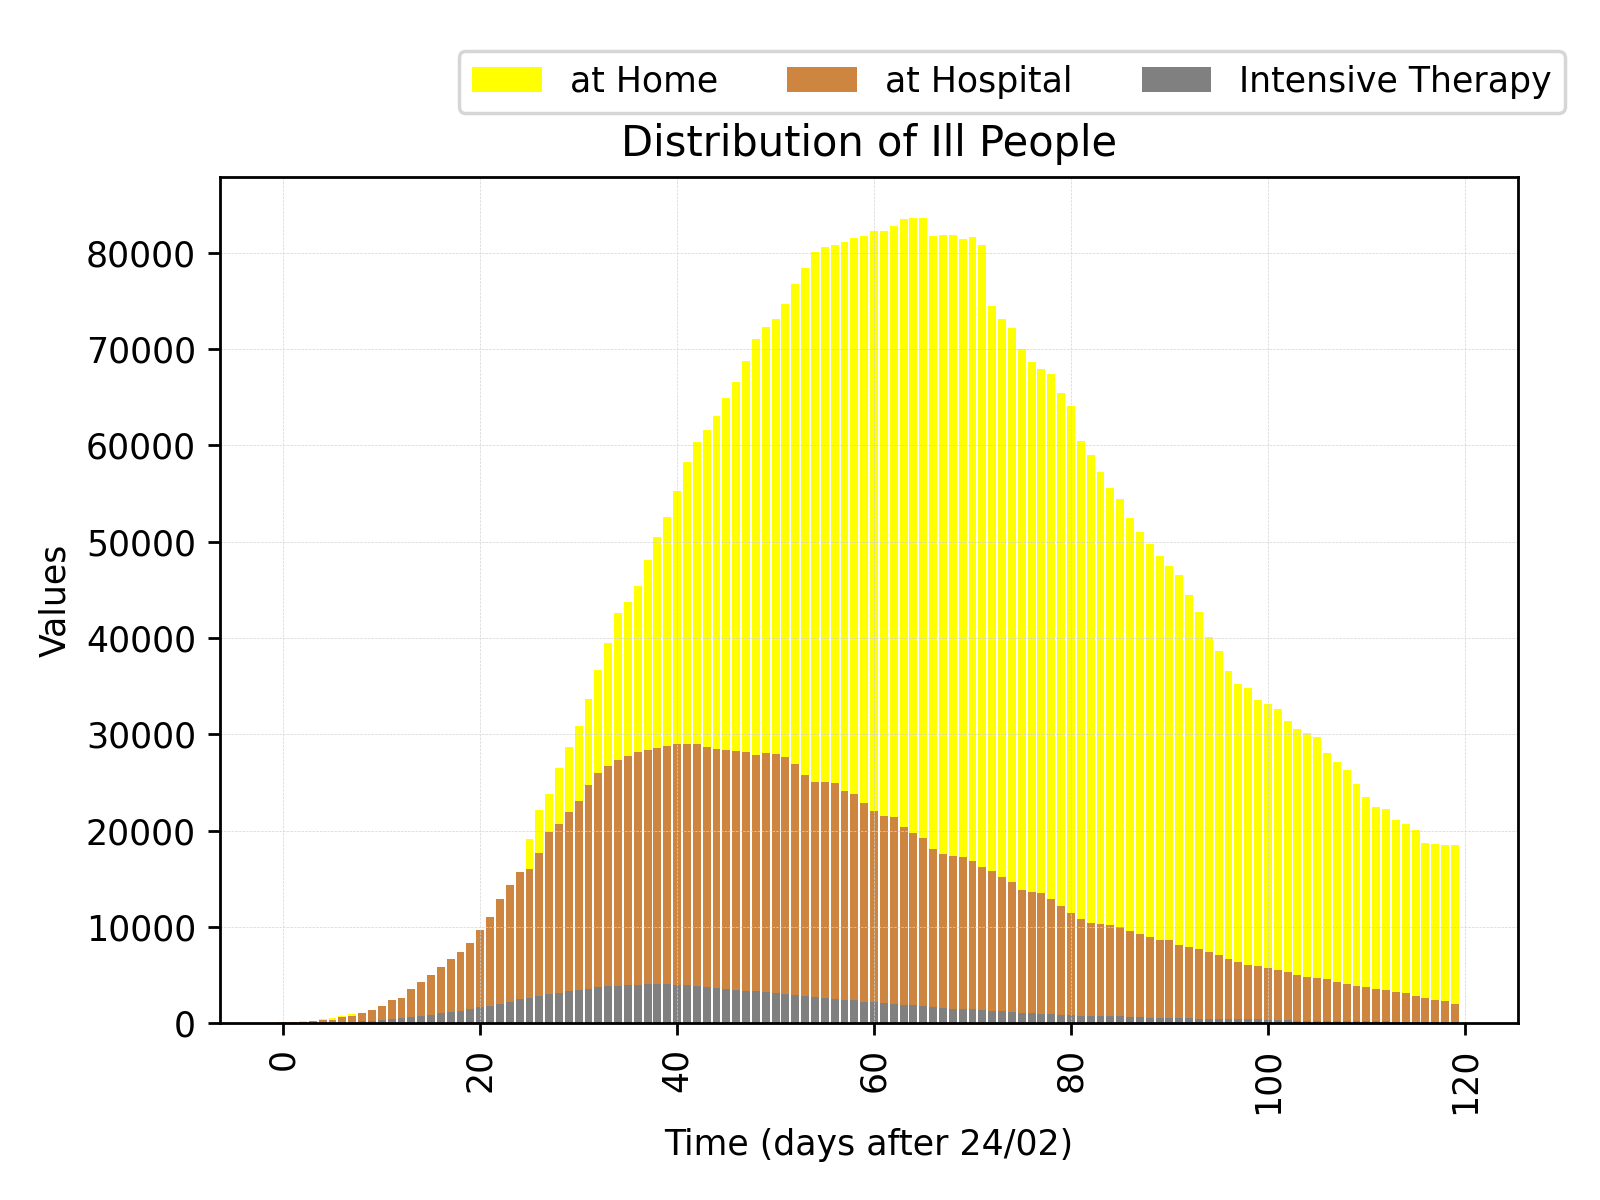 at Home at Hospital Intensive Therapy
Distribution of Ill People
80000
70000
60000
50000
40000
30000
20000
10000
0
Values
0 20 40 60 80 100 120
Time (days after 24/02)